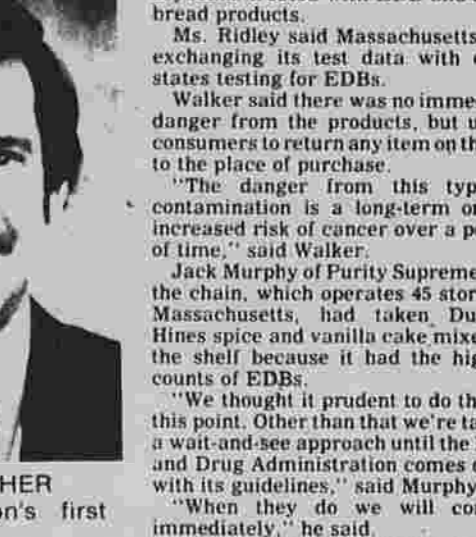 bread products.
Ms. Ridley said Massachusetts
exchanging its test data with
states testing for EDBs.
Walker said there was no imme
danger from the products, but u
consumers to return any item on th
to the place of purchase.
"The danger from this typ
contamination is a long-term o
increased risk of cancer over a p
of time," said Walker.
Jack Murphy of Purity Supreme
the chain, which operates 45 stor
Massachusetts, had taken Du
Hines spice and vanilla cake mixe
the shelf because it had the hig
counts of EDBs.
"We thought it prudent to do th
this point. Other than that we're ta
a wait-and-see approach until the
and Drug Administration comes
with its guidelines," said Murphy
"When they do we will co
immediately," he said.
HER
on's first